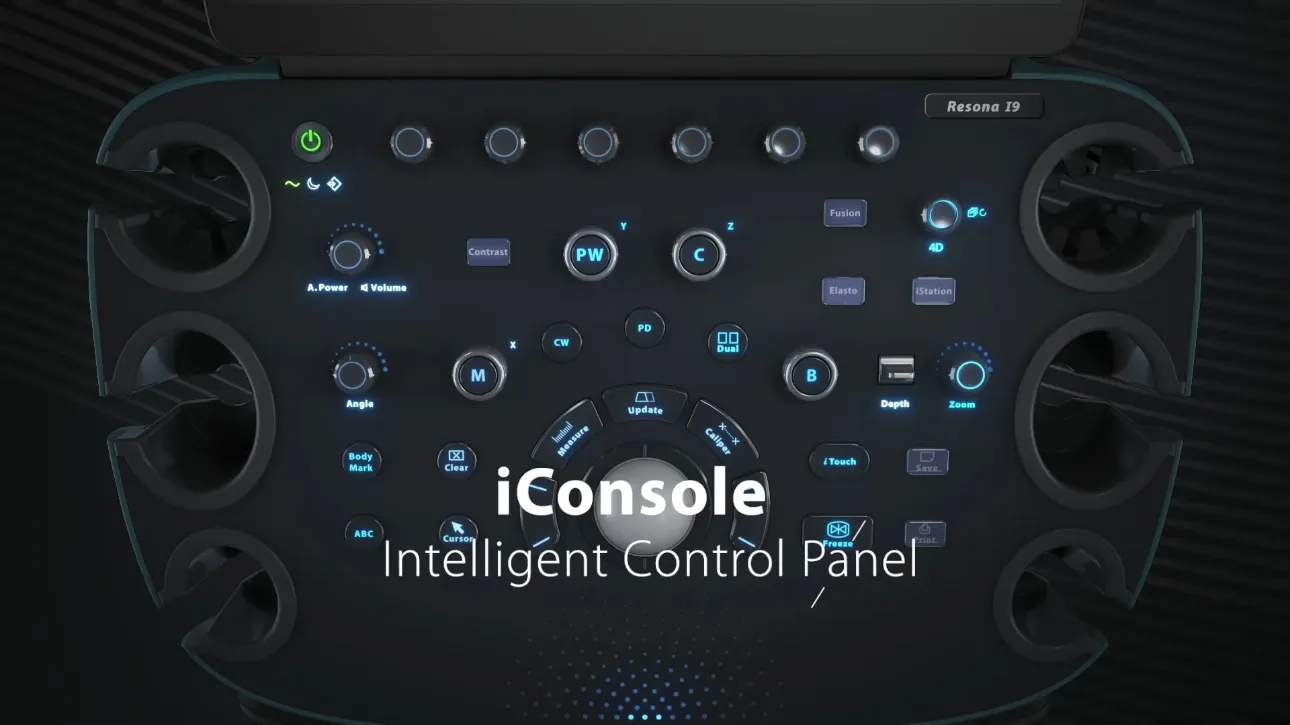 Resona I9
Fusion
Y
Z
4D
PW
C
Contrast
A.Power
Volume
Elasto
iStation
PD
CW
Dual
X
M
B
Angle
Depth
Zoom
Update
Measure
Caliper
Body
Mark
Clear
iTouch
Save
iConsole
ABC
Cursor
Freeze
Print
Intelligent Control Panel